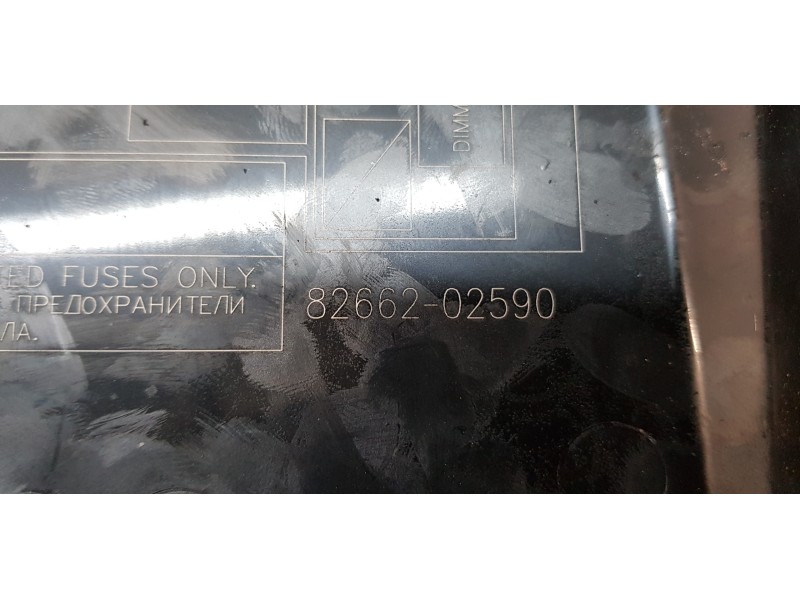 DIMM
ED FUSES ONLY.
ПРЕДОХРАНИТЕЛИ
ЛА.
82662-02590